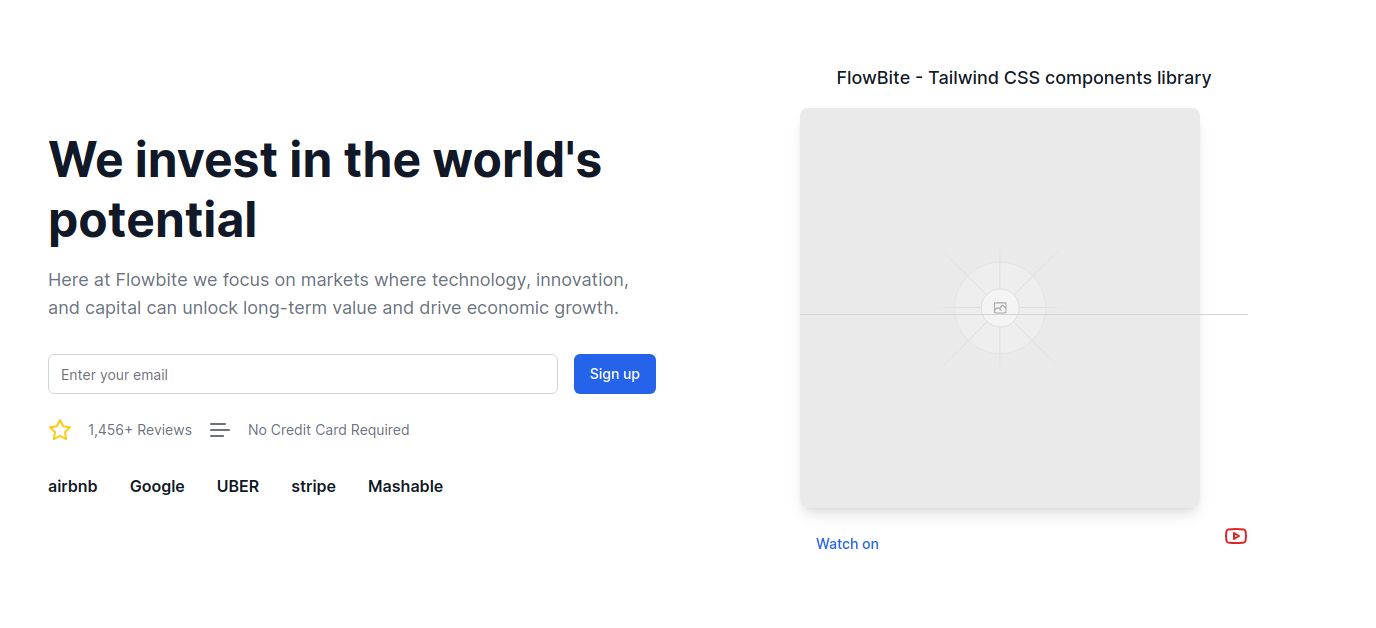 We invest in the world's
potential
Here at Flowbite we focus on markets where technology, innovation,
and capital can unlock long-term value and drive economic growth.
Enter your email
Sign up
1,456+ Reviews
No Credit Card Required
airbnb Google UBER stripe Mashable
FlowBite - Tailwind CSS components library
Watch on